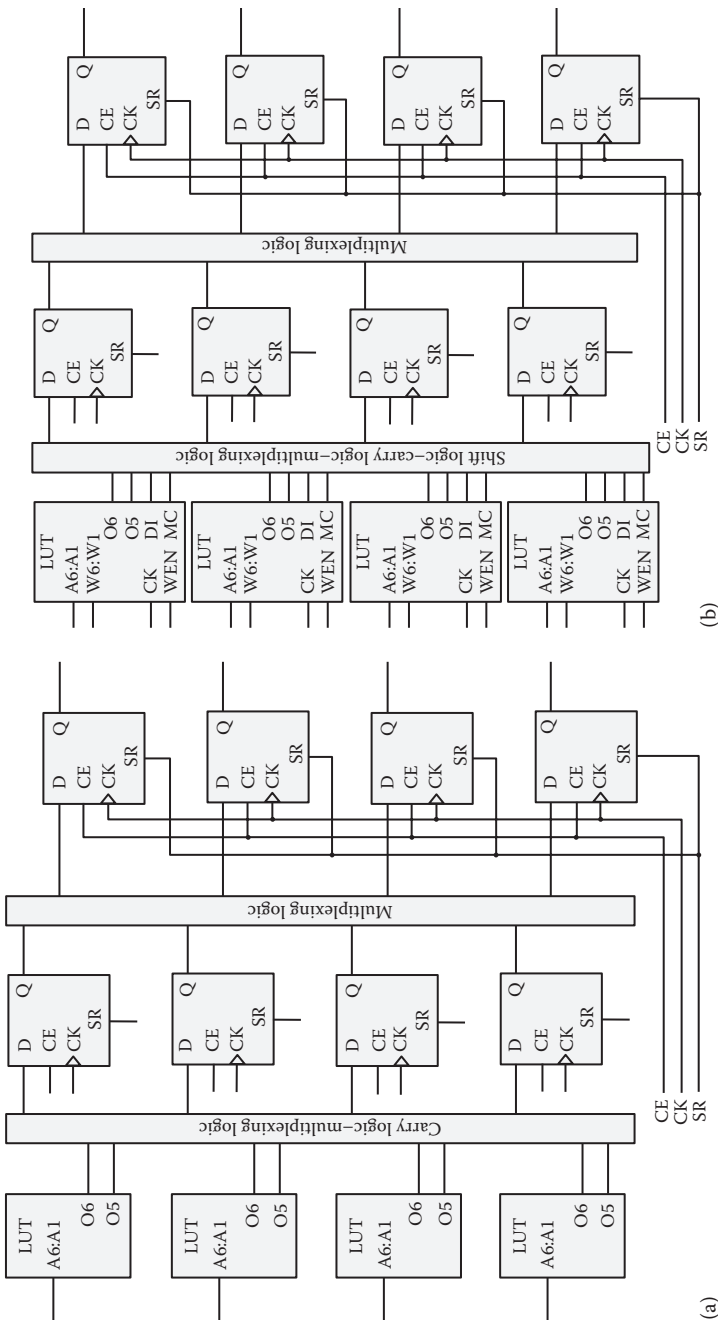 LUT
A6:A1
O6
O5
LUT
A6:A1
O6
O5
LUT
A6:A1
O6
O5
LUT
A6:A1
O6
O5
Carry logic–multiplexing logic
D
Q
CE
CK
SR
D
Q
CE
CK
SR
D
Q
CE
CK
SR
D
Q
CE
CK
SR
Multiplexing logic
D
Q
CE
CK
SR
D
Q
CE
CK
SR
D
Q
CE
CK
SR
D
Q
CE
CK
SR
CE
CK
SR
(a)
LUT
A6:A1
W6:W1
O6
O5
CK DI
WEN MC
LUT
A6:A1
W6:W1
O6
O5
CK DI
WEN MC
LUT
A6:A1
W6:W1
O6
O5
CK DI
WEN MC
LUT
A6:A1
W6:W1
O6
O5
CK DI
WEN MC
Shift logic–carry logic–multiplexing logic
D
Q
CE
CK
SR
D
Q
CE
CK
SR
D
Q
CE
CK
SR
D
Q
CE
CK
SR
Multiplexing logic
D
Q
CE
CK
SR
D
Q
CE
CK
SR
D
Q
CE
CK
SR
D
Q
CE
CK
SR
CE
CK
SR
(b)